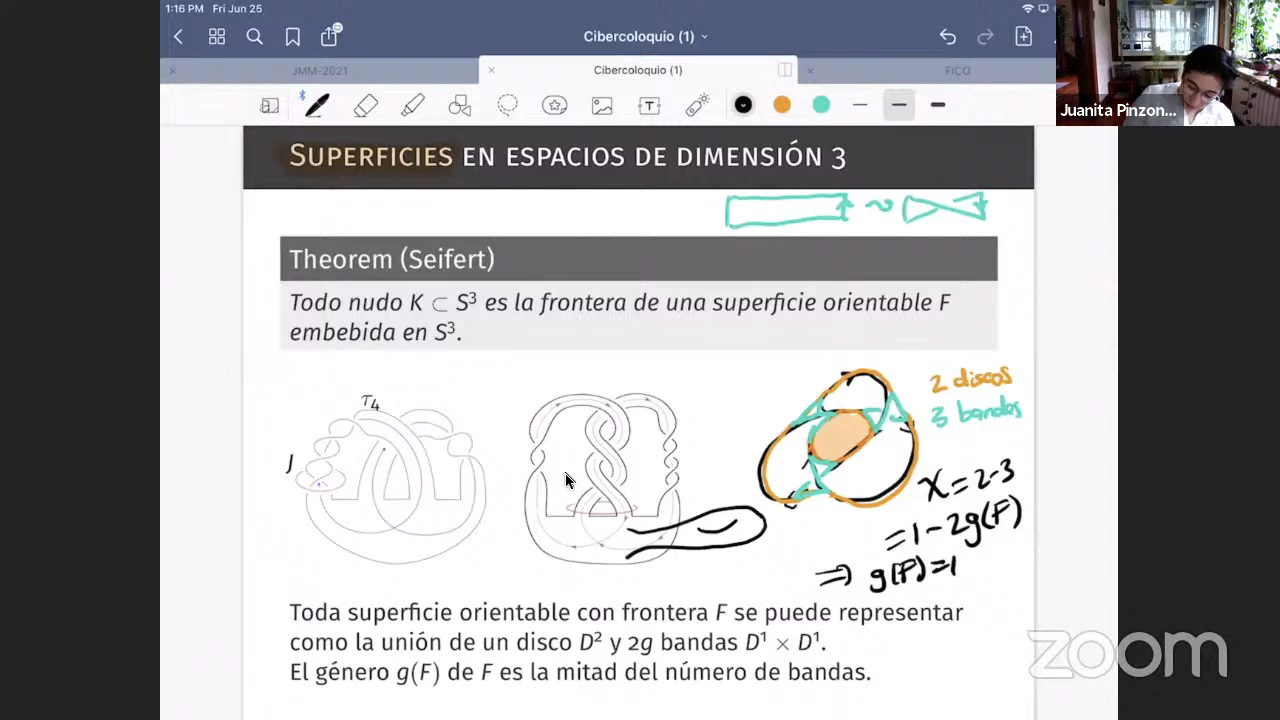 1:16 PM Fri Jun 25
Cibercoloquio (1)
JMM-2021
Cibercoloquio (1)
FICO
Juanita Pinzon...
SUPERFICIES EN ESPACIOS DE DIMENSIÓN 3
~
Theorem (Seifert)
Todo nudo K ⊂ S³ es la frontera de una superficie orientable F
embebida en S³.
τ₄
J
2 discos
3 bandas
χ = 2-3
= 1-2g(F)
⇒ g(F)=1
Toda superficie orientable con frontera F se puede representar
como la unión de un disco D² y 2g bandas D¹ × D¹.
El género g(F) de F es la mitad del número de bandas.
zoom